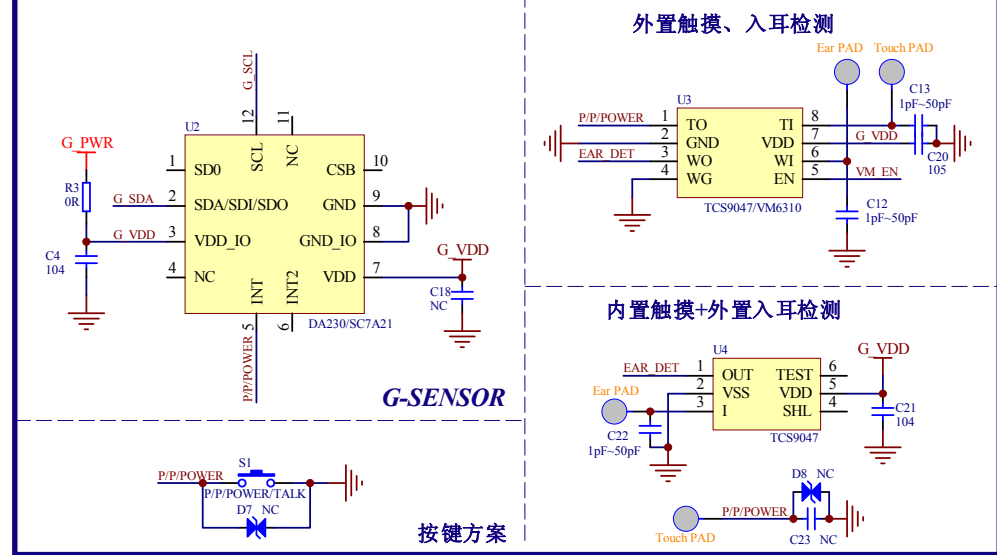 G_SCL
12
11
U2
G_PWR
SCL
NC
1
SD0
CSB
10
R3
0R
G_SDA
2
SDA/SDI/SDO
GND
9
G_VDD
3
VDD_IO
GND_IO
8
C4
104
4
NC
VDD
7
G_VDD
INT
INT2
C18
NC
5
6
DA230/SC7A21
P/P/POWER
G-SENSOR
P/P/POWER
S1
P/P/POWER/TALK
D7 NC
按键方案
外置触摸、入耳检测
Ear PAD
Touch PAD
C13
1pF~50pF
U3
P/P/POWER
1
TO
TI
8
2
GND
VDD
7
G_VDD
EAR_DET
3
WO
WI
6
C20
105
4
WG
EN
5
VM_EN
TCS9047/VM6310
C12
1pF~50pF
内置触摸+外置入耳检测
U4
G_VDD
EAR_DET
1
OUT
TEST
6
2
VSS
VDD
5
Ear PAD
3
I
SHL
4
C21
104
C22
1pF~50pF
TCS9047
D8 NC
P/P/POWER
Touch PAD
C23 NC